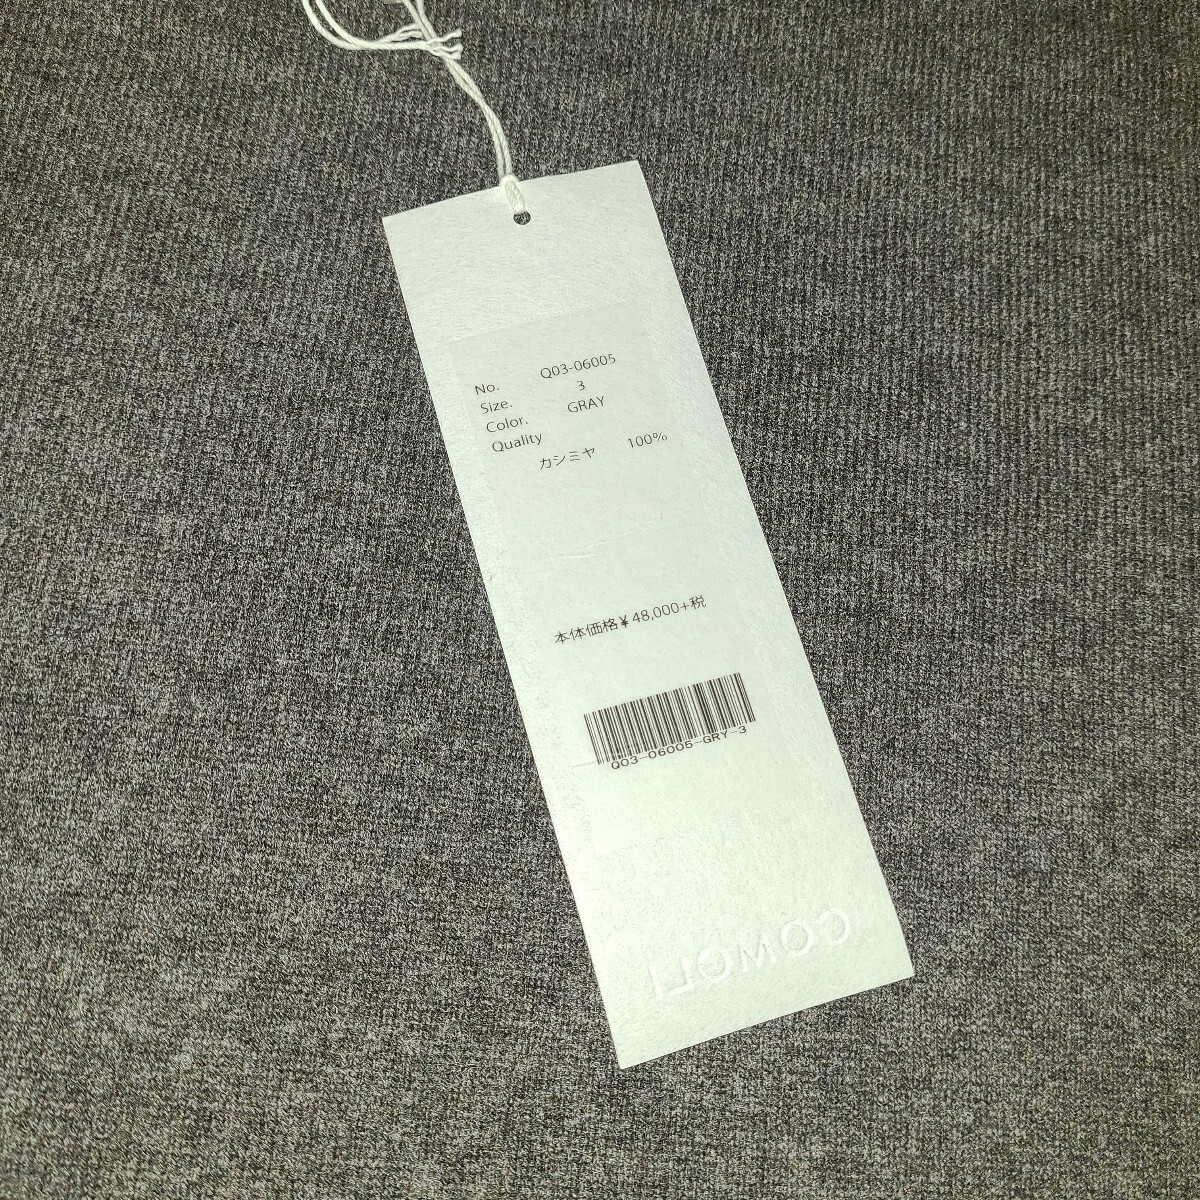 No. Q03-06005
Size. 3
Color. GRAY
Quality
カシミヤ 100%
本体価格¥48,000+税
Q03-06005-GRY-3
COMOLI